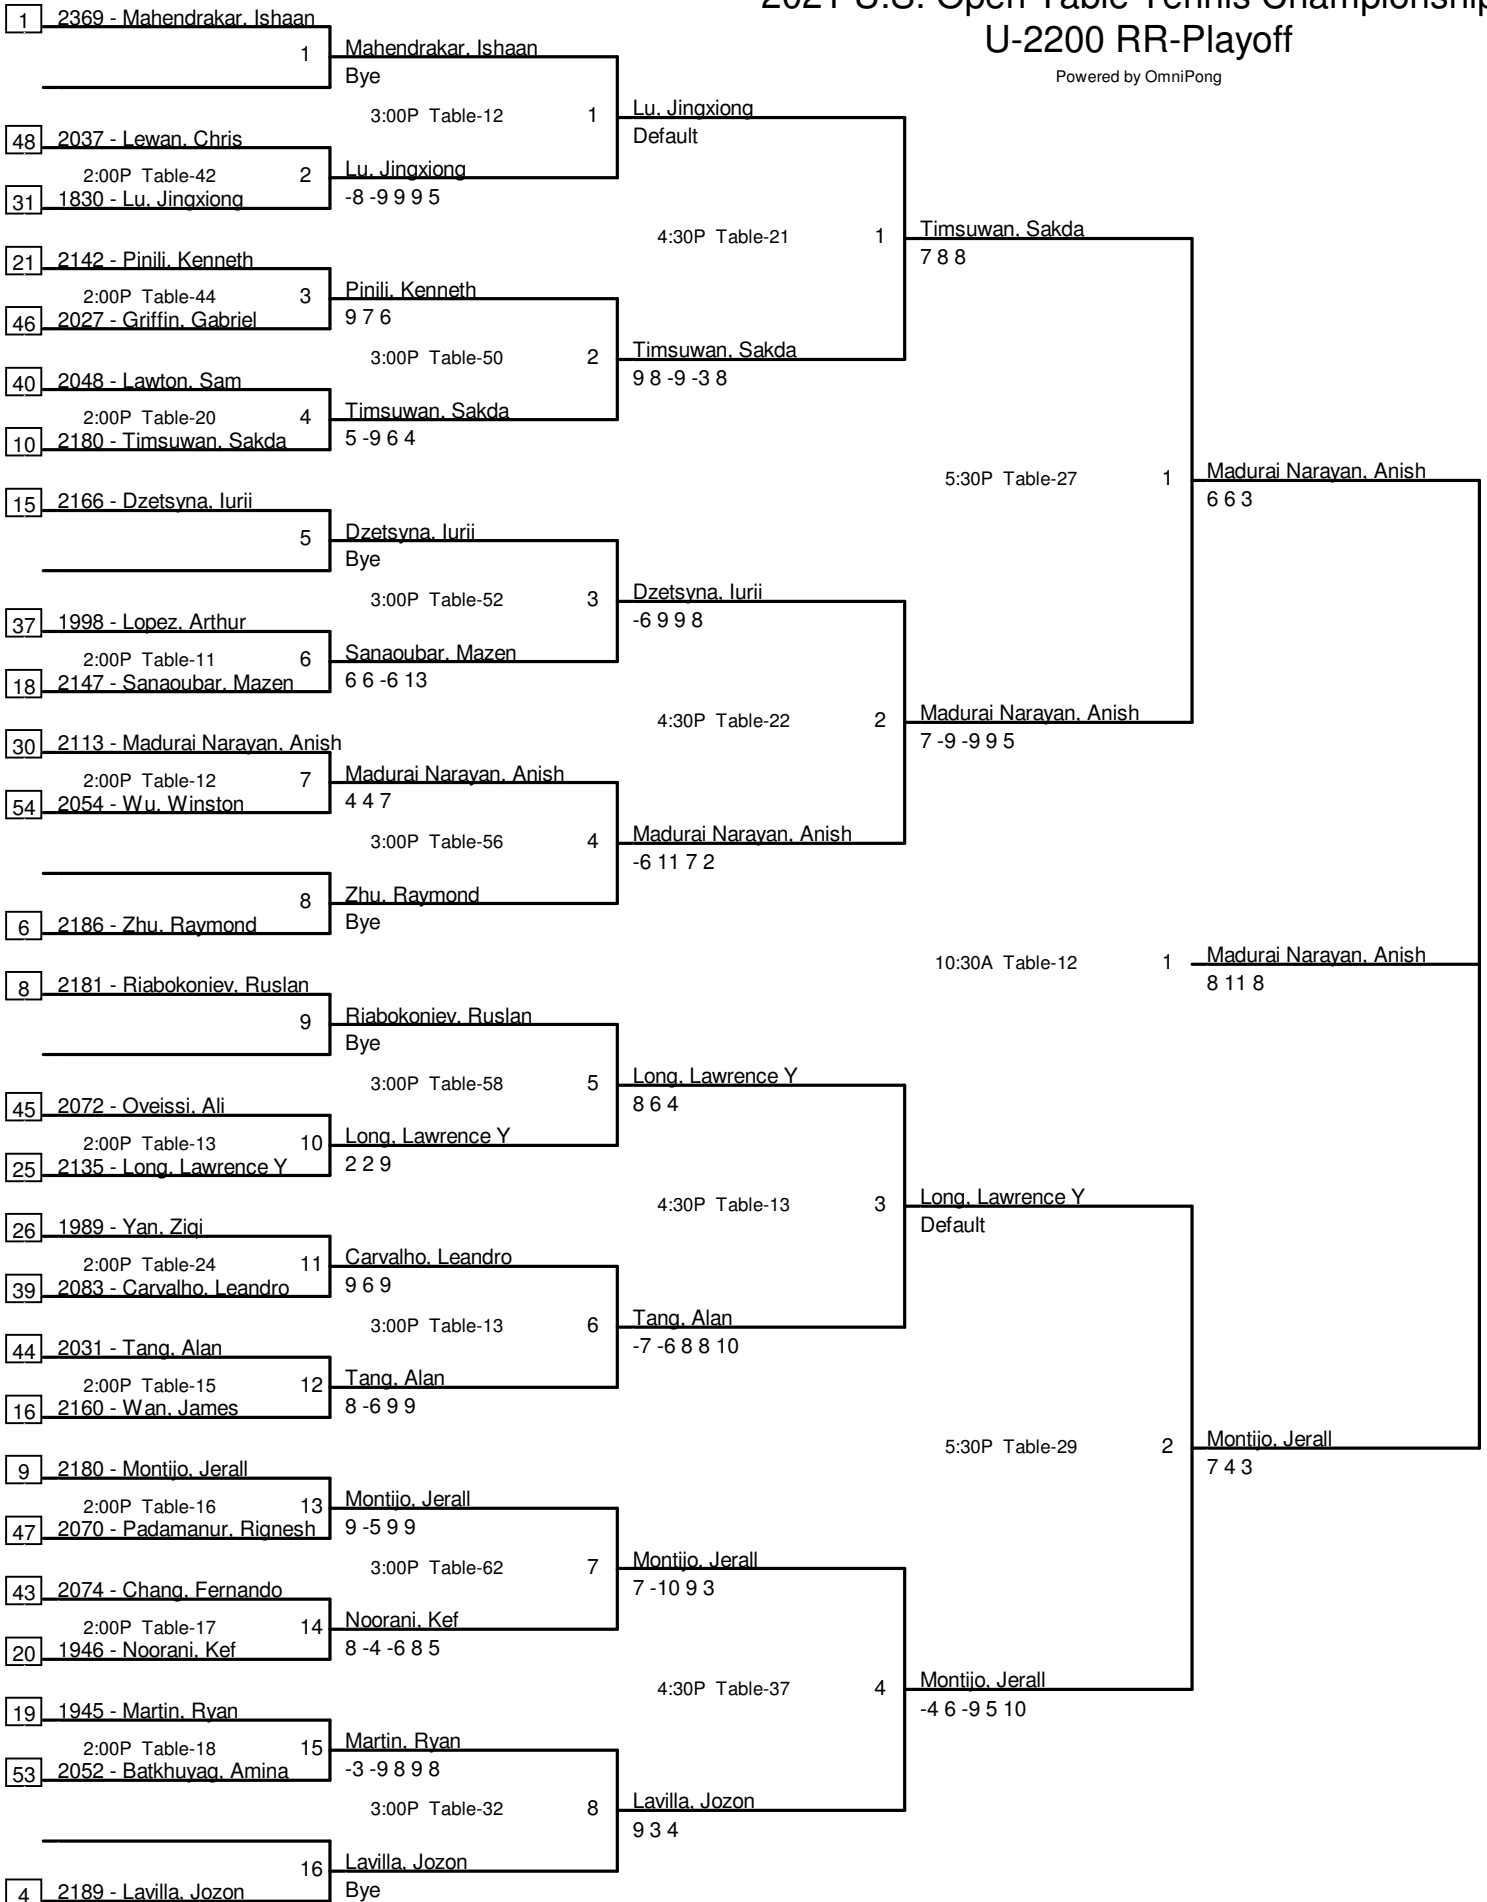 2021 U.S. Open Table Tennis Championship
U-2200 RR-Playoff
Powered by OmniPong
1 2369 - Mahendrakar, Ishaan
1 Mahendrakar, Ishaan
Bye
3:00P Table-12 1 Lu, Jingxiong
Default
48 2037 - Lewan, Chris
2:00P Table-42 2 Lu, Jingxiong
31 1830 - Lu, Jingxiong -8 -9 9 9 5
4:30P Table-21 1 Timsuwan, Sakda
7 8 8
21 2142 - Pinili, Kenneth
2:00P Table-44 3 Pinili, Kenneth
46 2027 - Griffin, Gabriel 9 7 6
3:00P Table-50 2 Timsuwan, Sakda
9 8 -9 -3 8
40 2048 - Lawton, Sam
2:00P Table-20 4 Timsuwan, Sakda
10 2180 - Timsuwan, Sakda 5 -9 6 4
5:30P Table-27 1 Madurai Narayan, Anish
6 6 3
15 2166 - Dzetsyna, Iurii
5 Dzetsyna, Iurii
Bye
3:00P Table-52 3 Dzetsyna, Iurii
-6 9 9 8
37 1998 - Lopez, Arthur
2:00P Table-11 6 Sanaoubar, Mazen
18 2147 - Sanaoubar, Mazen 6 6 -6 13
4:30P Table-22 2 Madurai Narayan, Anish
7 -9 -9 9 5
30 2113 - Madurai Narayan, Anish
2:00P Table-12 7 Madurai Narayan, Anish
54 2054 - Wu, Winston 4 4 7
3:00P Table-56 4 Madurai Narayan, Anish
-6 11 7 2
8 Zhu, Raymond
6 2186 - Zhu, Raymond Bye
10:30A Table-12 1 Madurai Narayan, Anish
8 11 8
8 2181 - Riabokoniev, Ruslan
9 Riabokoniev, Ruslan
Bye
3:00P Table-58 5 Long, Lawrence Y
8 6 4
45 2072 - Oveissi, Ali
2:00P Table-13 10 Long, Lawrence Y
25 2135 - Long, Lawrence Y 2 2 9
4:30P Table-13 3 Long, Lawrence Y
Default
26 1989 - Yan, Ziqi
2:00P Table-24 11 Carvalho, Leandro
39 2083 - Carvalho, Leandro 9 6 9
3:00P Table-13 6 Tang, Alan
-7 -6 8 8 10
44 2031 - Tang, Alan
2:00P Table-15 12 Tang, Alan
16 2160 - Wan, James 8 -6 9 9
5:30P Table-29 2 Montijo, Jerall
7 4 3
9 2180 - Montijo, Jerall
2:00P Table-16 13 Montijo, Jerall
47 2070 - Padamanur, Rignesh 9 -5 9 9
3:00P Table-62 7 Montijo, Jerall
7 -10 9 3
43 2074 - Chang, Fernando
2:00P Table-17 14 Noorani, Kef
20 1946 - Noorani, Kef 8 -4 -6 8 5
4:30P Table-37 4 Montijo, Jerall
-4 6 -9 5 10
19 1945 - Martin, Ryan
2:00P Table-18 15 Martin, Ryan
53 2052 - Batkhuyag, Amina -3 -9 8 9 8
3:00P Table-32 8 Lavilla, Jozon
9 3 4
16 Lavilla, Jozon
4 2189 - Lavilla, Jozon Bye